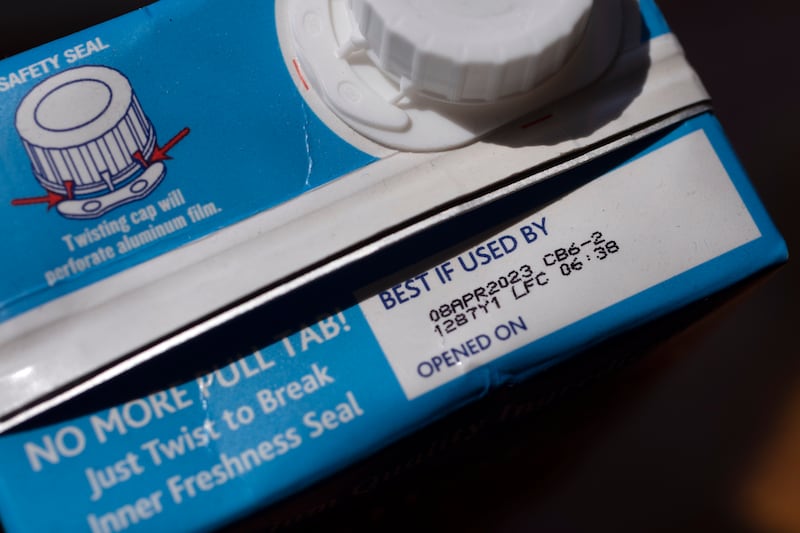 SAFETY SEAL
Twisting cap will
perforate aluminum film.
BEST IF USED BY
08APR2023 CB6-2
1287Y1 LFC 06:38
OPENED ON
NO MORE PULL TAB!
Just Twist to Break
Inner Freshness Seal